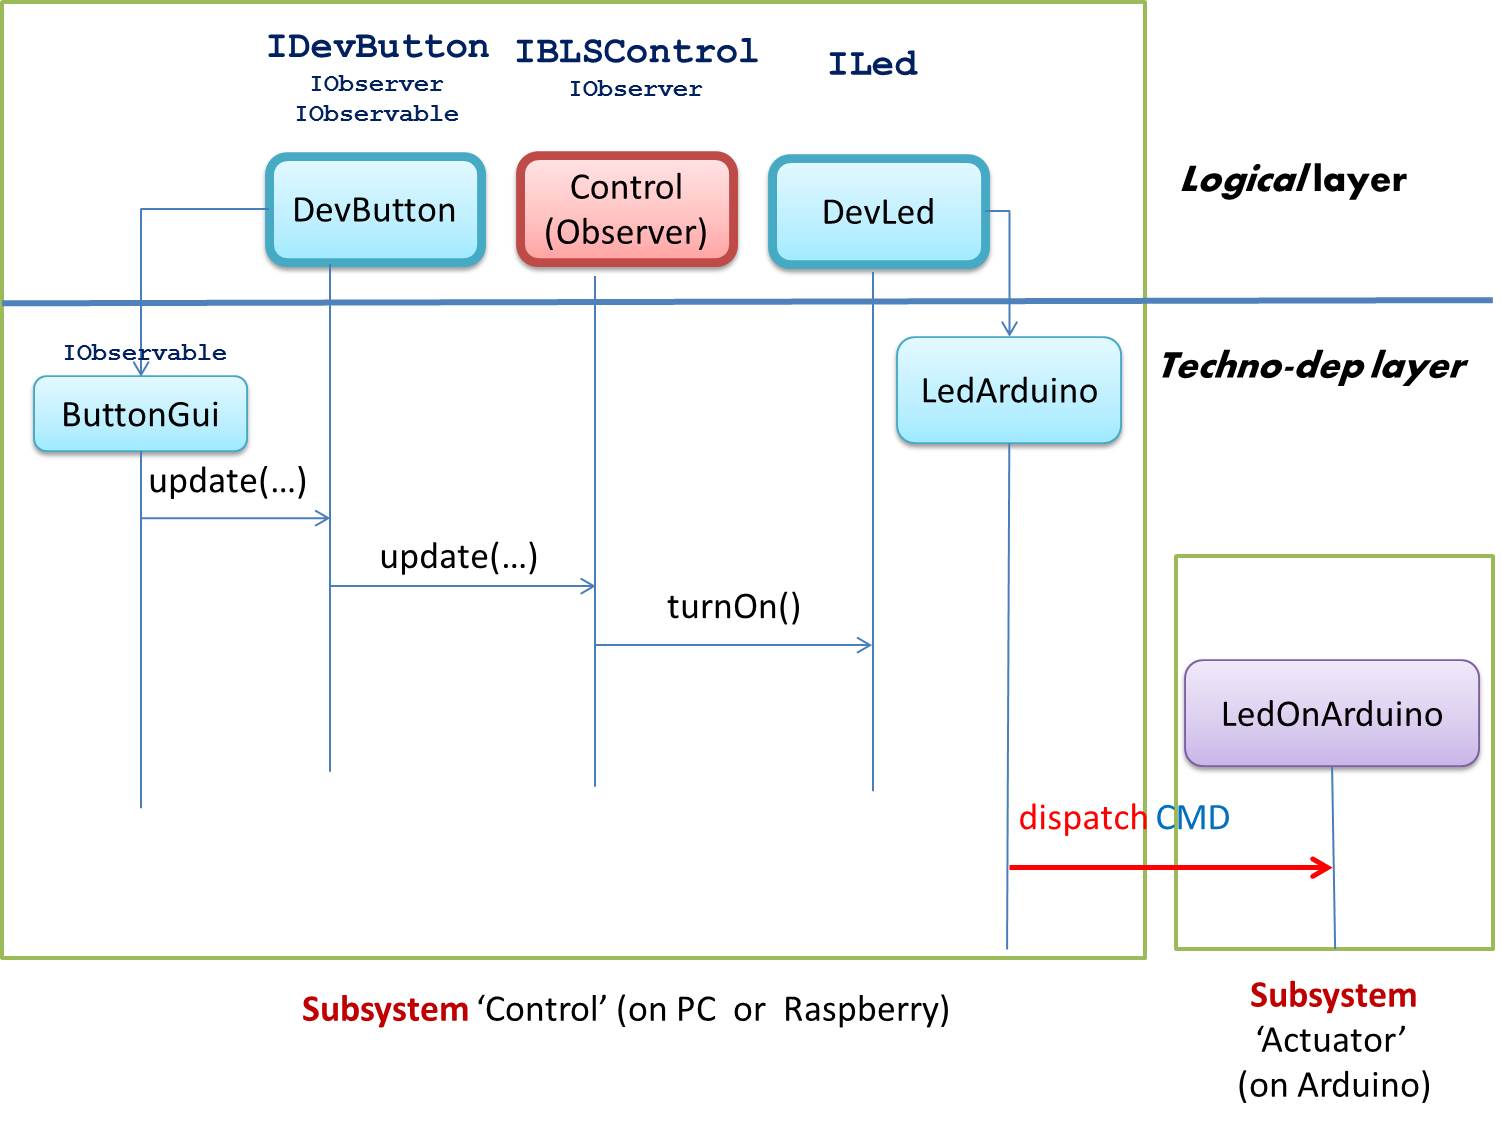 IDevButton
IObserver
IObservable
IBLSControl
IObserver
ILed
DevButton
Control
(Observer)
DevLed
Logical layer
IObservable
ButtonGui
LedArduino
Techno-dep layer
update(…)
update(…)
turnOn()
LedOnArduino
dispatch CMD
Subsystem ‘Control’ (on PC or Raspberry)
Subsystem
‘Actuator’
(on Arduino)